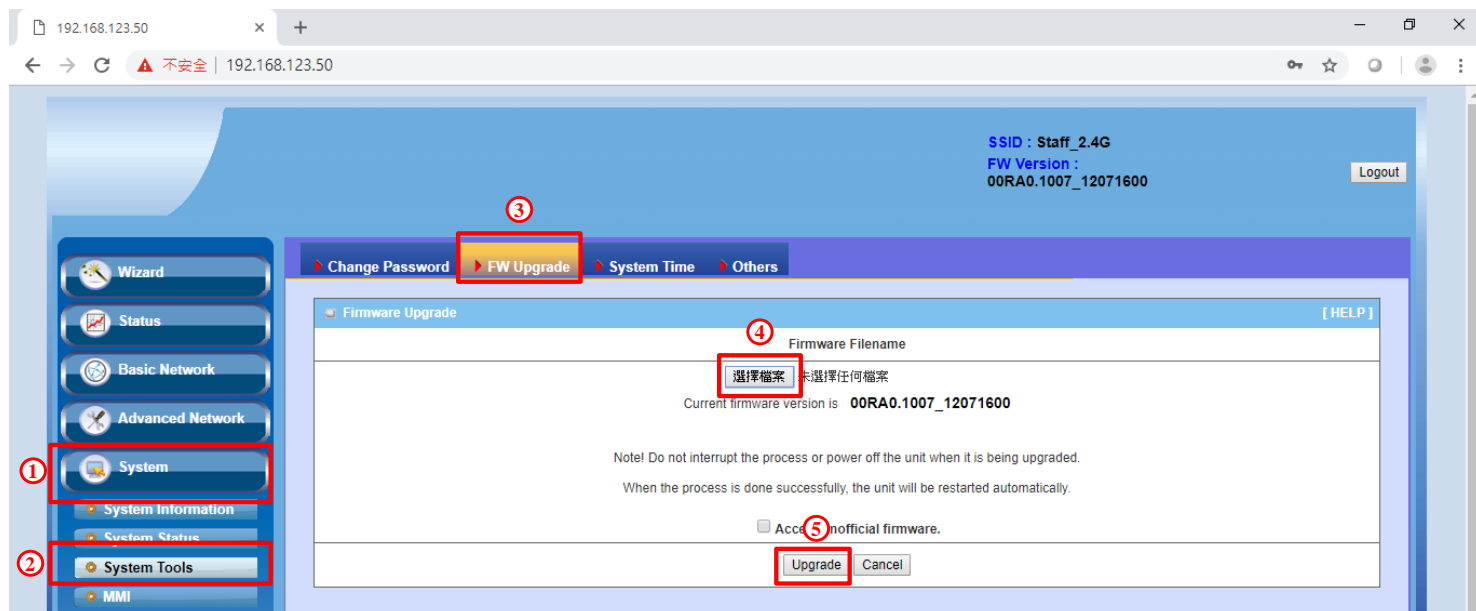 192.168.123.50
不安全 | 192.168.123.50
SSID : Staff_2.4G
FW Version :
00RA0.1007_12071600
Logout
③
Change Password FW Upgrade System Time Others
Wizard
Status
Basic Network
Advanced Network
① System
System Information
System Status
② System Tools
MMI
Firmware Upgrade [ HELP ]
④
Firmware Filename
選擇檔案 未選擇任何檔案
Current firmware version is 00RA0.1007_12071600
Note! Do not interrupt the process or power off the unit when it is being upgraded.
When the process is done successfully, the unit will be restarted automatically.
⑤
firmware.
Upgrade Cancel